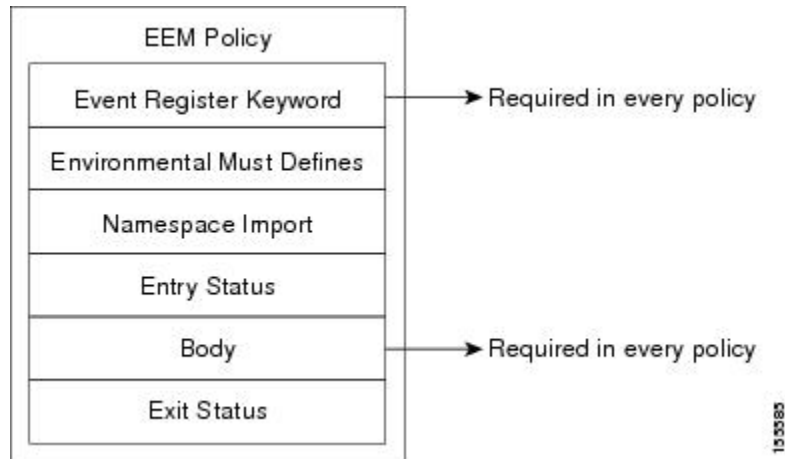 EEM Policy
Event Register Keyword
Required in every policy
Environmental Must Defines
Namespace Import
Entry Status
Body
Required in every policy
Exit Status
155585